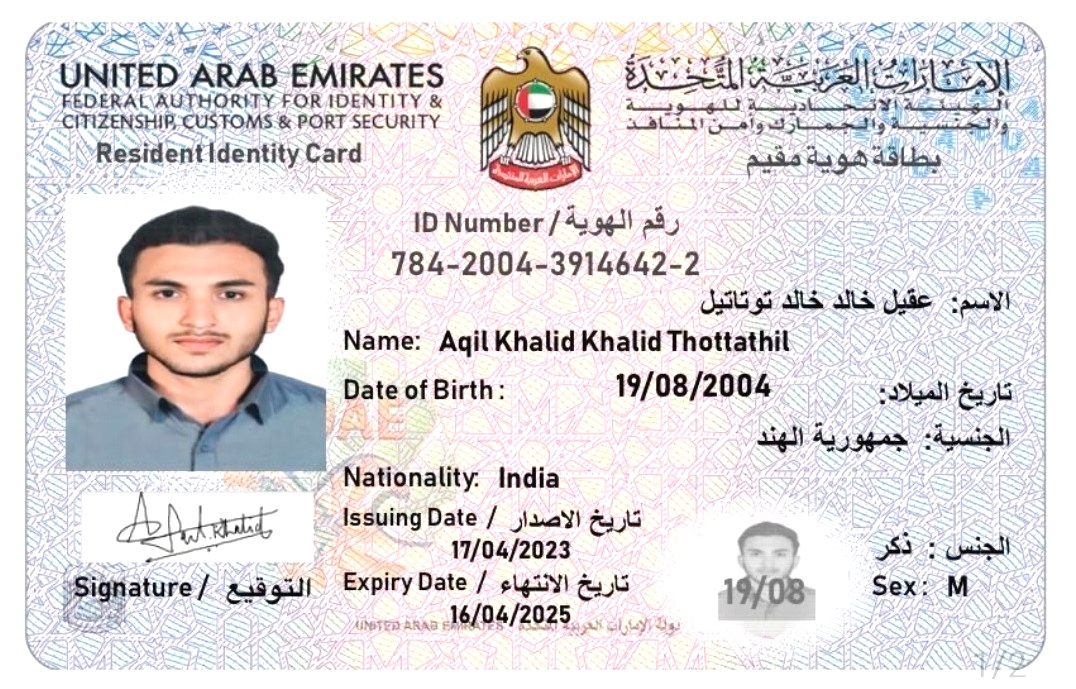 UNITED ARAB EMIRATES
الإمارات العربية المتحدة
FEDERAL AUTHORITY FOR IDENTITY &
الهيئة الاتحادية للهوية
CITIZENSHIP, CUSTOMS & PORT SECURITY
والجنسية والجمارك وأمن المنافذ
Resident Identity Card
بطاقة هوية مقيم
الإمارات العربية المتحدة
ID Number / رقم الهوية
784-2004-3914642-2
الاسم: عقيل خالد خالد توتاتيل
Name: Aqil Khalid Khalid Thottathil
Date of Birth : 19/08/2004 تاريخ الميلاد:
الجنسية: جمهورية الهند
UAE
Nationality: India
Issuing Date / تاريخ الاصدار
17/04/2023
الجنس : ذكر
Expiry Date / تاريخ الانتهاء
Sex: M
16/04/2025
19/08
Signature / التوقيع
UNITED ARAB EMIRATES دولة الإمارات العربية المتحدة
1/2